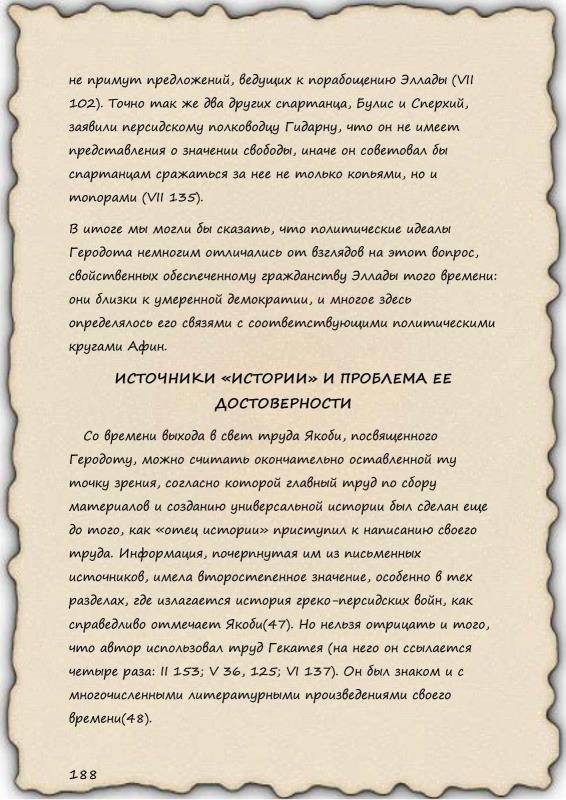 не примут предложений, ведущих к порабощению Эллады (VII
102). Точно так же два других спартанца, Булис и Сперхий,
заявили персидскому полководцу Гидарну, что он не имеет
представления о значении свободы, иначе он советовал бы
спартанцам сражаться за нее не только копьями, но и
топорами (VII 135).
В итоге мы могли бы сказать, что политические идеалы
Геродота немногим отличались от взглядов на этот вопрос,
свойственных обеспеченному гражданству Эллады того времени:
они близки к умеренной демократии, и многое здесь
определялось его связями с соответствующими политическими
кругами Афин.
ИСТОЧНИКИ «ИСТОРИИ» И ПРОБЛЕМА ЕЕ
ДОСТОВЕРНОСТИ
Со времени выхода в свет труда Якоби, посвященного
Геродоту, можно считать окончательно оставленной ту
точку зрения, согласно которой главный труд по сбору
материалов и созданию универсальной истории был сделан еще
до того, как «отец истории» приступил к написанию своего
труда. Информация, почерпнутая им из письменных
источников, имела второстепенное значение, особенно в тех
разделах, где излагается история греко-персидских войн, как
справедливо отмечает Якоби(47). Но нельзя отрицать и того,
что автор использовал труд Гекатея (на него он ссылается
четыре раза: II 153; V 36, 125; VI 137). Он был знаком и с
многочисленными литературными произведениями своего
времени(48).
188